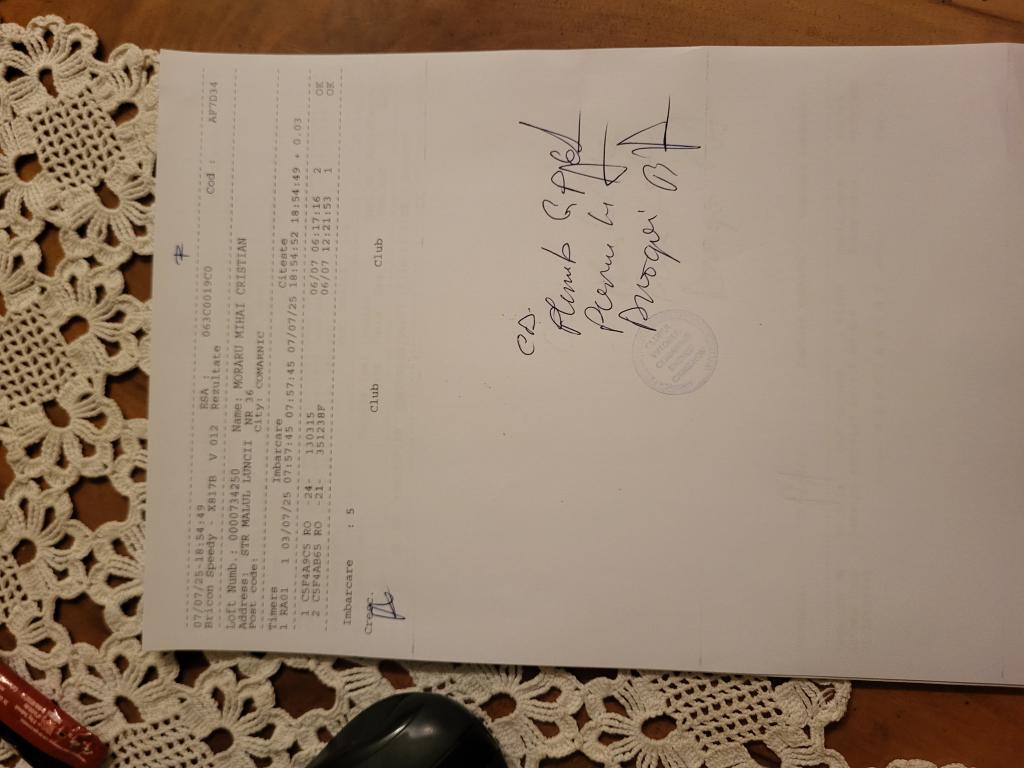 07/07/25-18:54:49
Bricon Speedy - X817B V 012 ESA : 063C0019C0 Cod : AF7D34
Rezultate
Loft Numb.: 0000734250 Name: MORARU MIHAI CRISTIAN
Address: STR MALUL LUNCII NR 36
Post code: City: COMARNIC
Timers Imbarcare Citeste
1 RA01 1 03/07/25 07:57:45 07:57:45 07/07/25 18:54:52 18:54:49 + 0.03
1 C5F4A9C5 RO -24- 130315 06/07 06:17:16 2 OK
2 C5F4AB65 RO -21- 351238F 06/07 12:21:53 1 OK
Imbarcare : 5
Cresc. Club Club